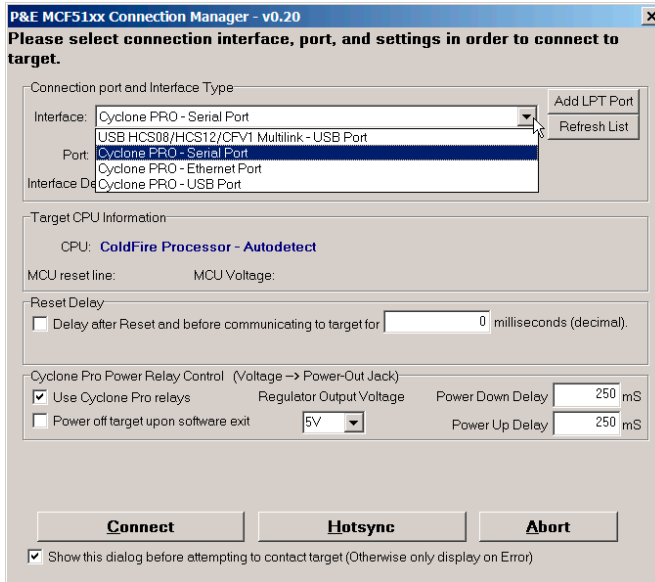 P&E MCF51xx Connection Manager - v0.20
Please select connection interface, port, and settings in order to connect to
target.
Connection port and Interface Type
Add LPT Port
Interface: Cyclone PRO - Serial Port
Refresh List
USB HCS08/HCS12/CFV1 Multilink - USB Port
Port: Cyclone PRO - Serial Port
Cyclone PRO - Ethernet Port
Interface De Cyclone PRO - USB Port
Target CPU Information
CPU: ColdFire Processor - Autodetect
MCU reset line: MCU Voltage:
Reset Delay
Delay after Reset and before communicating to target for 0 milliseconds (decimal).
Cyclone Pro Power Relay Control (Voltage --> Power-Out Jack)
Use Cyclone Pro relays Regulator Output Voltage Power Down Delay 250 mS
Power off target upon software exit 5V Power Up Delay 250 mS
Connect Hotsync Abort
Show this dialog before attempting to contact target (Otherwise only display on Error)